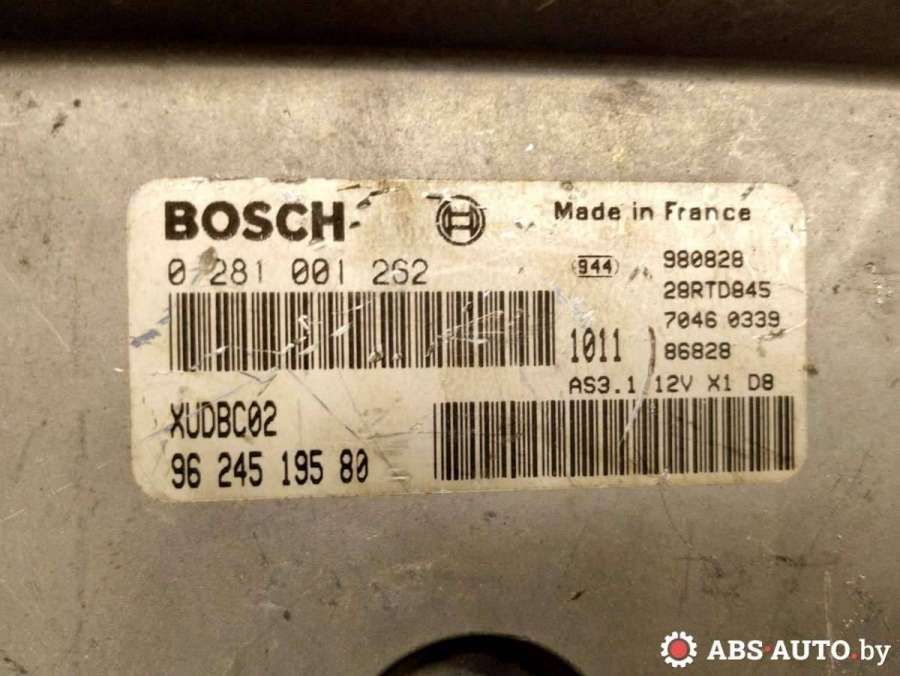 BOSCH
Made in France
0 281 001 262
944
980828
28RTD845
7046 0339
1011
86828
AS3.1 12V X1 D8
XUDBC02
96 245 195 80
ABS-AUTO.by